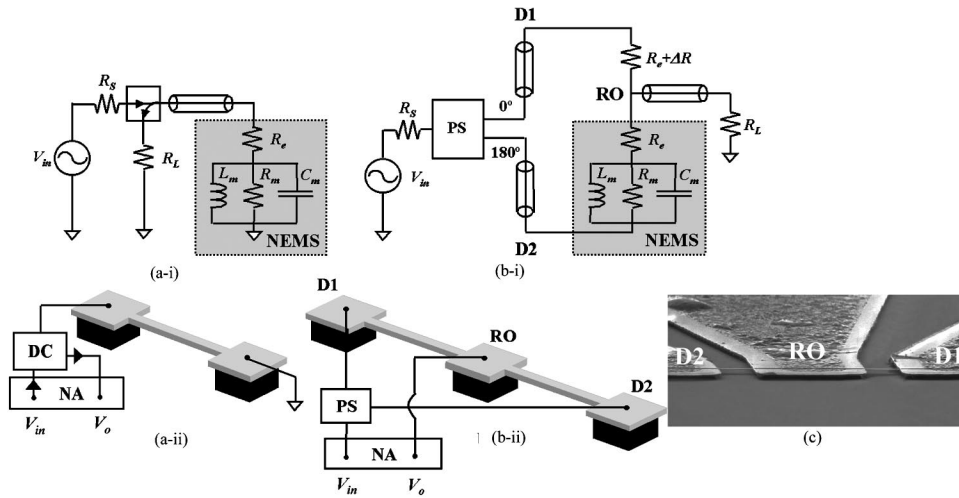 R_S
V_in
R_L
R_e
L_m R_m C_m
NEMS
(a-i)
D1
R_e+ΔR
RO
R_S
PS
0°
180°
V_in
R_L
R_e
L_m R_m C_m
NEMS
D2
(b-i)
DC
NA
V_in V_o
(a-ii)
D1
RO
D2
PS
NA
V_in V_o
(b-ii)
D2 RO D1
(c)